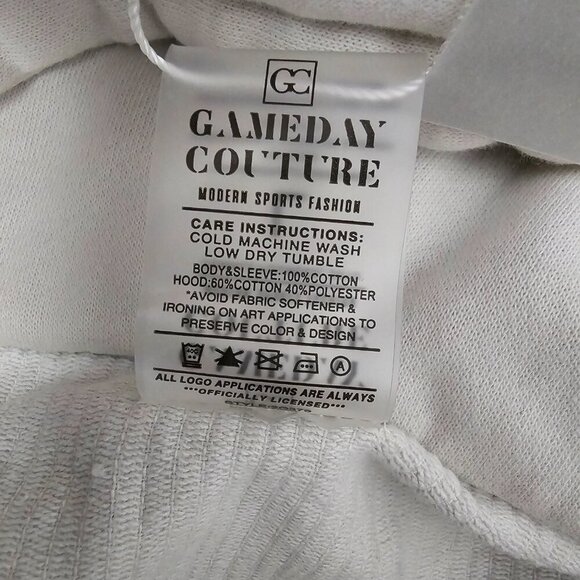 GC
GAMEDAY
COUTURE
MODERN SPORTS FASHION
CARE INSTRUCTIONS:
COLD MACHINE WASH
LOW DRY TUMBLE
BODY&SLEEVE:100%COTTON
HOOD:60%COTTON 40%POLYESTER
*AVOID FABRIC SOFTENER &
IRONING ON ART APPLICATIONS TO
PRESERVE COLOR & DESIGN
A
ALL LOGO APPLICATIONS ARE ALWAYS
***OFFICIALLY LICENSED***